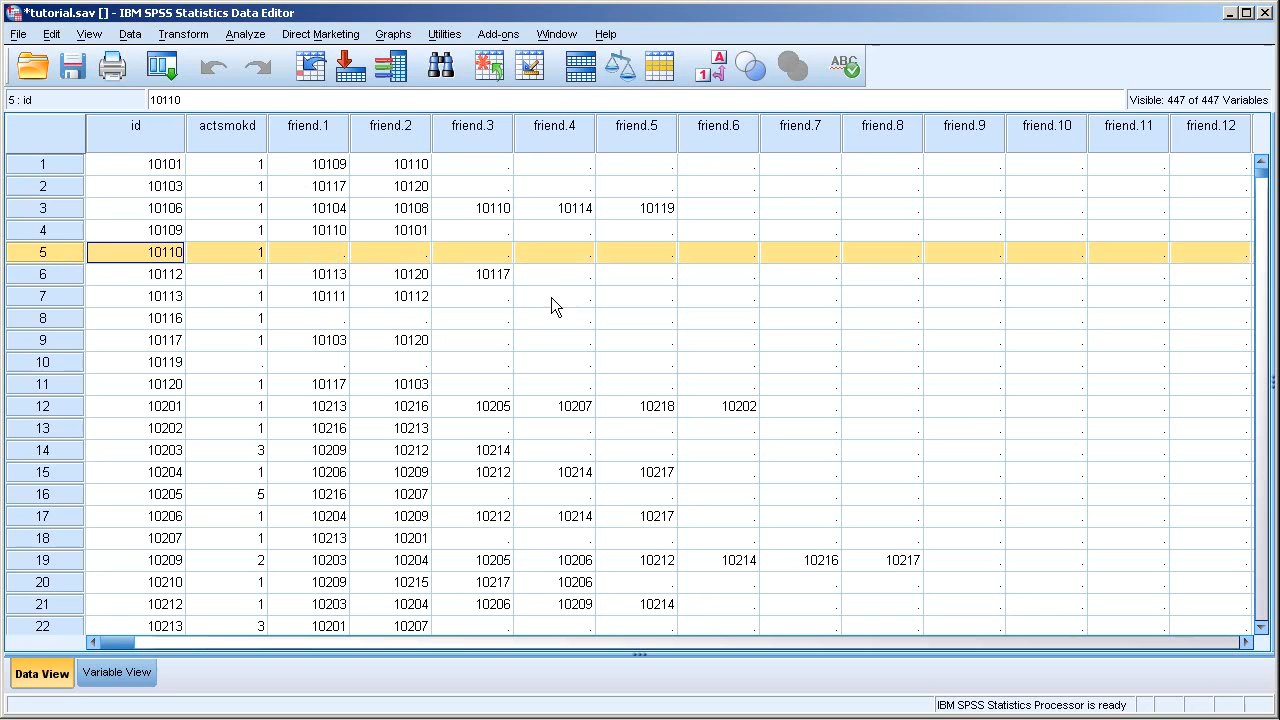 *tutorial.sav [] - IBM SPSS Statistics Data Editor
File Edit View Data Transform Analyze Direct Marketing Graphs Utilities Add-ons Window Help
1 A ABC
5 : id 10110 Visible: 447 of 447 Variables
id actsmokd friend.1 friend.2 friend.3 friend.4 friend.5 friend.6 friend.7 friend.8 friend.9 friend.10 friend.11 friend.12
1 10101 1 10109 10110 . . . . . . . . . .
2 10103 1 10117 10120 . . . . . . . . . .
3 10106 1 10104 10108 10110 10114 10119 . . . . . . .
4 10109 1 10110 10101 . . . . . . . . . .
5 10110 1 . . . . . . . . . . . .
6 10112 1 10113 10120 10117 . . . . . . . . .
7 10113 1 10111 10112 . . . . . . . . . .
8 10116 1 . . . . . . . . . . . .
9 10117 1 10103 10120 . . . . . . . . . .
10 10119 . . . . . . . . . . . . .
11 10120 1 10117 10103 . . . . . . . . . .
12 10201 1 10213 10216 10205 10207 10218 10202 . . . . . .
13 10202 1 10216 10213 . . . . . . . . . .
14 10203 3 10209 10212 10214 . . . . . . . . .
15 10204 1 10206 10209 10212 10214 10217 . . . . . . .
16 10205 5 10216 10207 . . . . . . . . . .
17 10206 1 10204 10209 10212 10214 10217 . . . . . . .
18 10207 1 10213 10201 . . . . . . . . . .
19 10209 2 10203 10204 10205 10206 10212 10214 10216 10217 . . . .
20 10210 1 10209 10215 10217 10206 . . . . . . . .
21 10212 1 10203 10204 10206 10209 10214 . . . . . . .
22 10213 3 10201 10207 . . . . . . . . . .
Data View Variable View
IBM SPSS Statistics Processor is ready